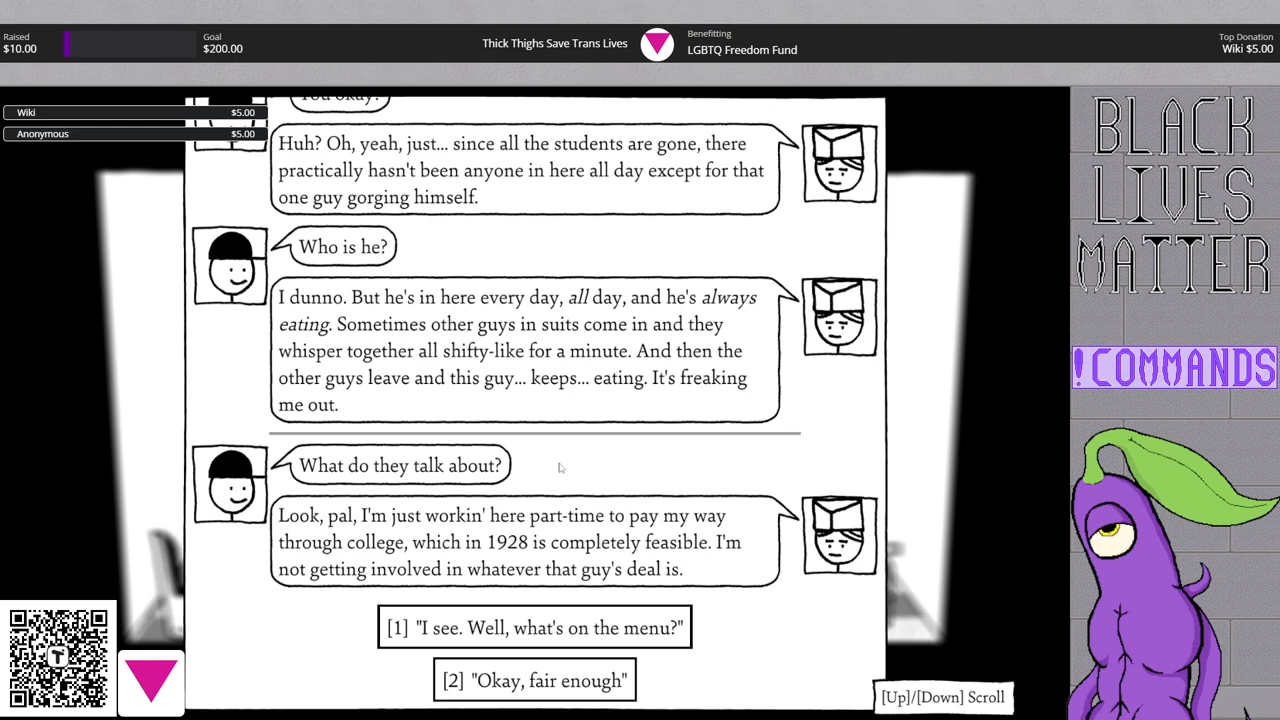 Raised
$10.00
Goal
$200.00
Thick Thighs Save Trans Lives
Benefitting
LGBTQ Freedom Fund
Top Donation
Wiki $5.00
Wiki $5.00
Anonymous $5.00
You okay?
Huh? Oh, yeah, just... since all the students are gone, there
practically hasn't been anyone in here all day except for that
one guy gorging himself.
Who is he?
I dunno. But he's in here every day, all day, and he's always
eating. Sometimes other guys in suits come in and they
whisper together all shifty-like for a minute. And then the
other guys leave and this guy... keeps... eating. It's freaking
me out.
What do they talk about?
Look, pal, I'm just workin' here part-time to pay my way
through college, which in 1928 is completely feasible. I'm
not getting involved in whatever that guy's deal is.
[1] "I see. Well, what's on the menu?"
[2] "Okay, fair enough"
[Up]/[Down] Scroll
BLACK
LIVES
MATTER
!COMMANDS
T